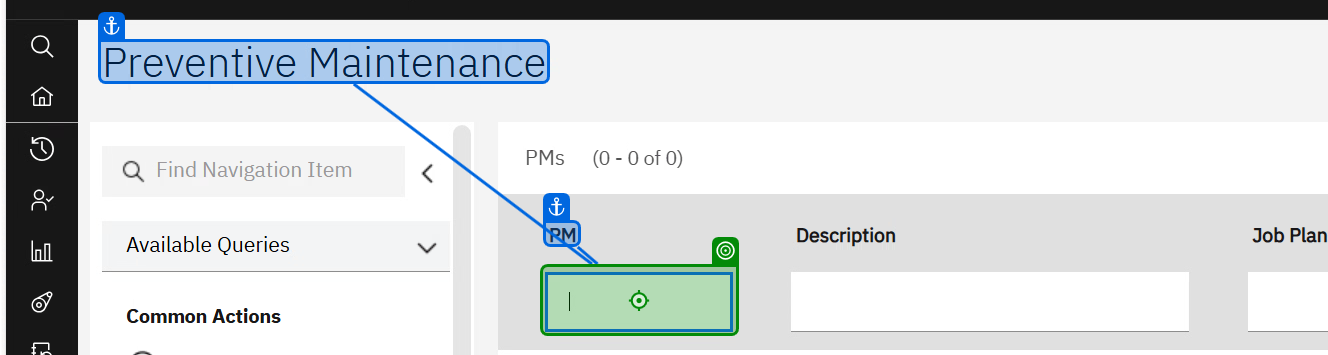 Preventive Maintenance
Find Navigation Item
PMs (0 - 0 of 0)
Available Queries
PM
Description
Job Plan
Common Actions